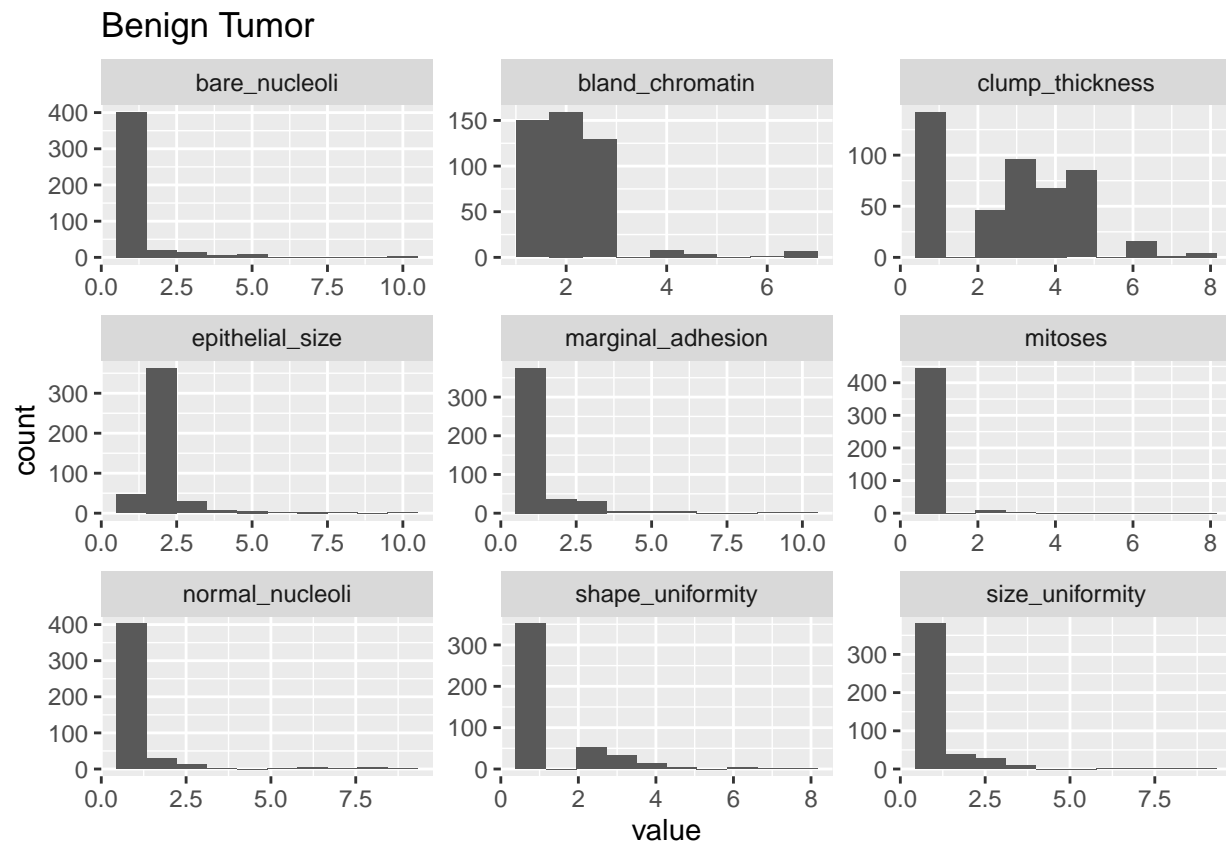 Benign Tumor
bare_nucleoli bland_chromatin clump_thickness
400
300
200
100
0
0.0 2.5 5.0 7.5 10.0
150
100
50
0
2 4 6
100
50
0
0 2 4 6 8
epithelial_size marginal_adhesion mitoses
300
200
100
0
0.0 2.5 5.0 7.5 10.0
300
200
100
0
0.0 2.5 5.0 7.5 10.0
400
300
200
100
0
0 2 4 6 8
normal_nucleoli shape_uniformity size_uniformity
400
300
200
100
0
0.0 2.5 5.0 7.5
300
200
100
0
0 2 4 6 8
300
200
100
0
0.0 2.5 5.0 7.5
count
value